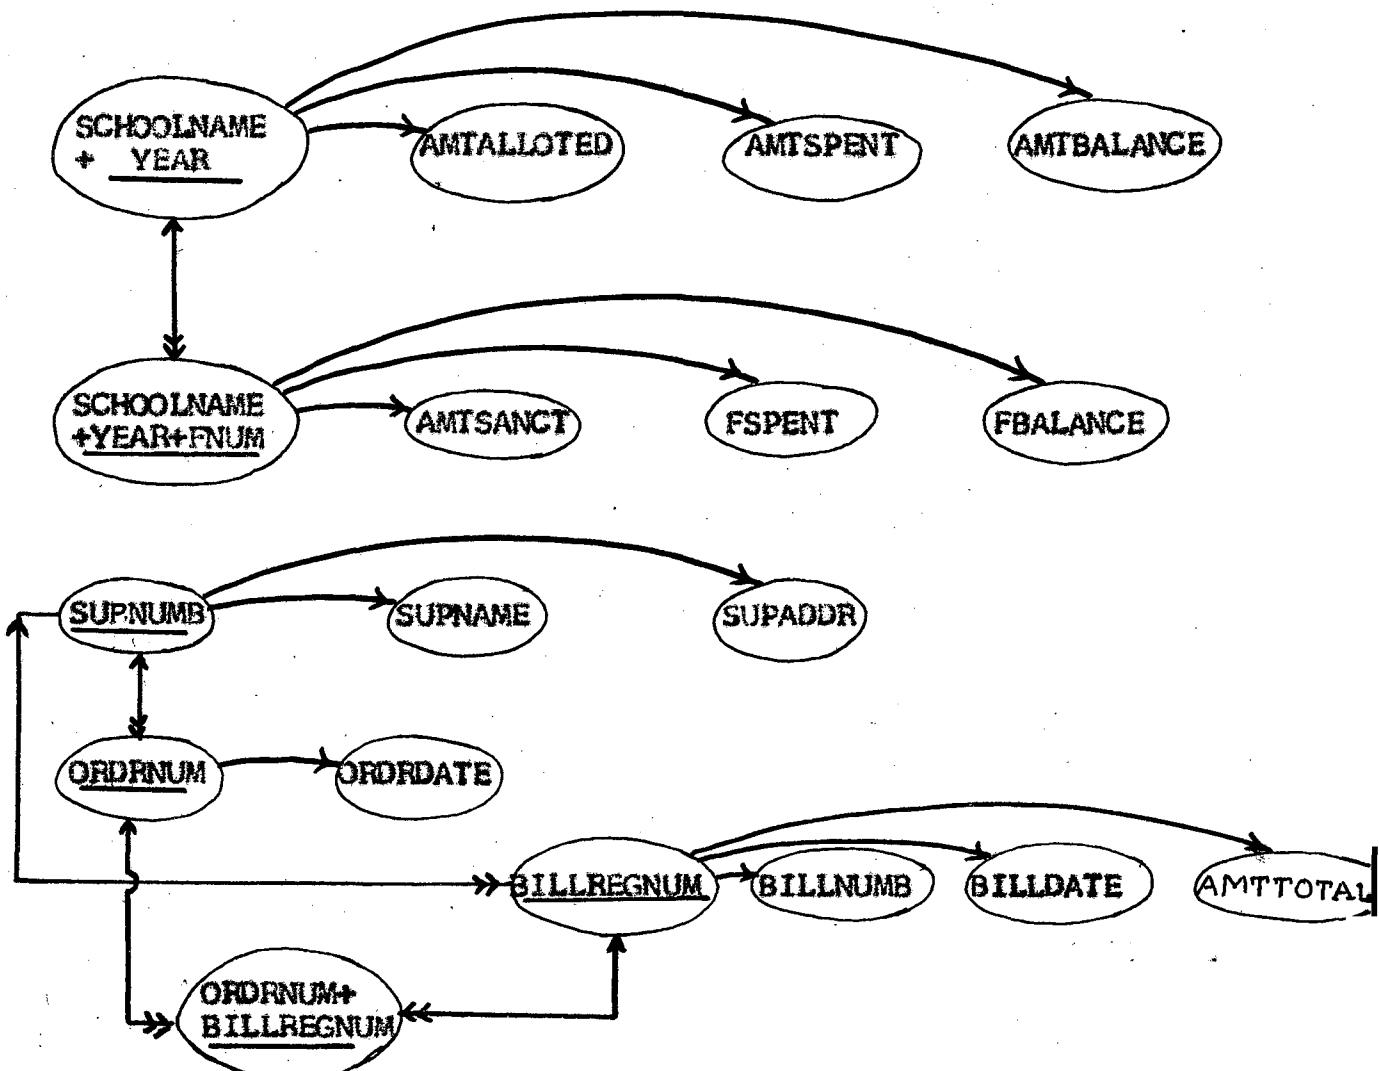 SCHOOLNAME
+ YEAR
AMTALLOTED
AMTSPENT
AMTBALANCE
SCHOOLNAME
+YEAR+FNUM
AMTSANCT
FSPENT
FBALANCE
SUPNUMB
SUPNAME
SUPADDR
ORDRNUM
ORDRDATE
BILLREGNUM
BILLNUMB
BILLDATE
AMTTOTAL
ORDRNUM+
BILLREGNUM